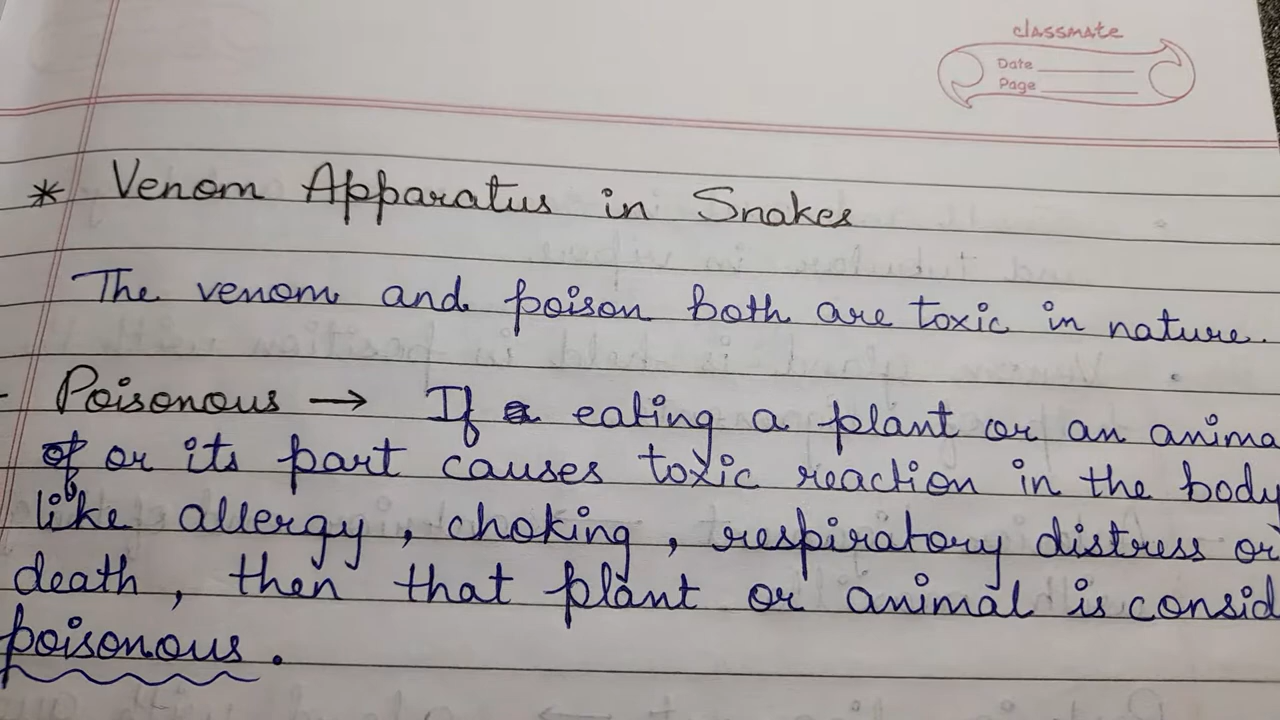 classmate
Date
Page
* Venom Apparatus in Snakes
The venom and poison both are toxic in nature.
- Poisonous → If eating a plant or an anima
or its part causes toxic reaction in the body
like allergy, choking, respiratory distress or
death, then that plant or animal is consid
poisonous.